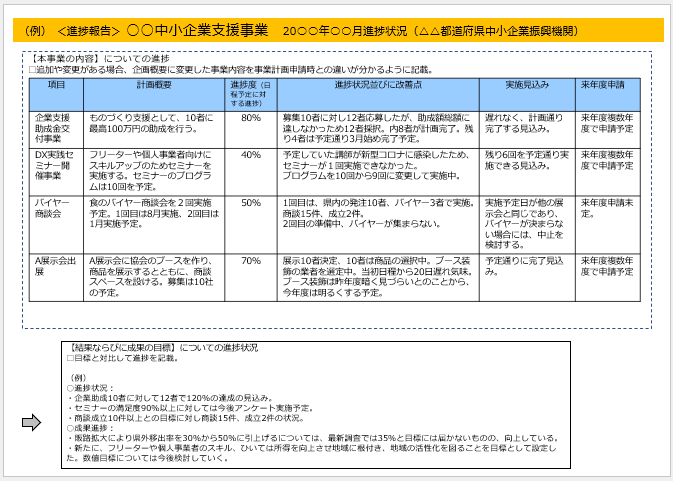 （例） ＜進捗報告＞ ○○中小企業支援事業 20○○年○○月進捗状況（△△都道府県中小企業振興機関）
【本事業の内容】についての進捗
□追加や変更がある場合、企画概要に変更した事業内容を事業計画申請時との違いが分かるように記載。
項目 計画概要 進捗度（日程予定に対する進捗） 進捗状況並びに改善点 実施見込み 来年度申請
企業支援助成金交付事業 ものづくり支援として、10者に最高100万円の助成を行う。 80% 募集10者に対し12者応募したが、助成額総額に達しなかっため12者採択。内8者が計画完了。残り4者は予定通り3月始め完了予定。 遅れなく、計画通り完了する見込み。 来年度複数年度で申請予定
DX実践セミナー開催事業 フリーターや個人事業者向けにスキルアップのためセミナーを実施する。セミナーのプログラムは10回を予定。 40% 予定していた講師が新型コロナに感染したため、セミナーが１回実施できなかった。
プログラムを10回から9回に変更して実施中。 残り6回を予定通り実施できる見込み。 来年度複数年度で申請予定
バイヤー商談会 食のバイヤー商談会を２回実施予定。1回目は8月実施、2回目は1月実施予定。 50% 1回目は、県内の受注10者、バイヤー3者で実施。商談15件、成立2件。
2回目の準備中、バイヤーが集まらない。 実施予定日が他の展示会と同じであり、バイヤーが決まらない場合には、中止を検討する。 来年度申請未定。
A展示会出展 A展示会に協会のブースを作り、商品を展示するとともに、商談スペースを設ける。募集は10社の予定。 70% 展示10者決定、10者は商品の選択中。ブース装飾の業者を選定中。当初日程から20日遅れ気味。ブース装飾は昨年度暗く見づらいとのことから、今年度は明るくする予定。 予定通りに完了見込み。 来年度複数年度で申請予定
【結果ならびに成果の目標】についての進捗状況
□目標と対比して進捗を記載。
（例）
○進捗状況：
・企業助成10者に対して12者で120%の達成の見込み。
・セミナーの満足度90%以上に対しては今後アンケート実施予定。
・商談成立10件以上との目標に対し商談15件、成立2件の状況。
○成果進捗：
・販路拡大により県外移出率を30%から50%に引上げるについては、最新調査では35%と目標には届かないものの、向上している。
・新たに、フリーターや個人事業者のスキル、ひいては所得を向上させ地域に根付き、地域の活性化を図ることを目標として設定し
た。数値目標については今後検討していく。